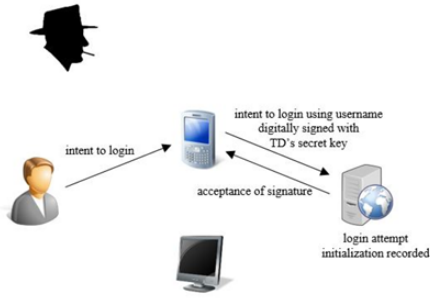 intent to login using username
digitally signed with
TD's secret key
intent to login
acceptance of signature
login attempt
initialization recorded